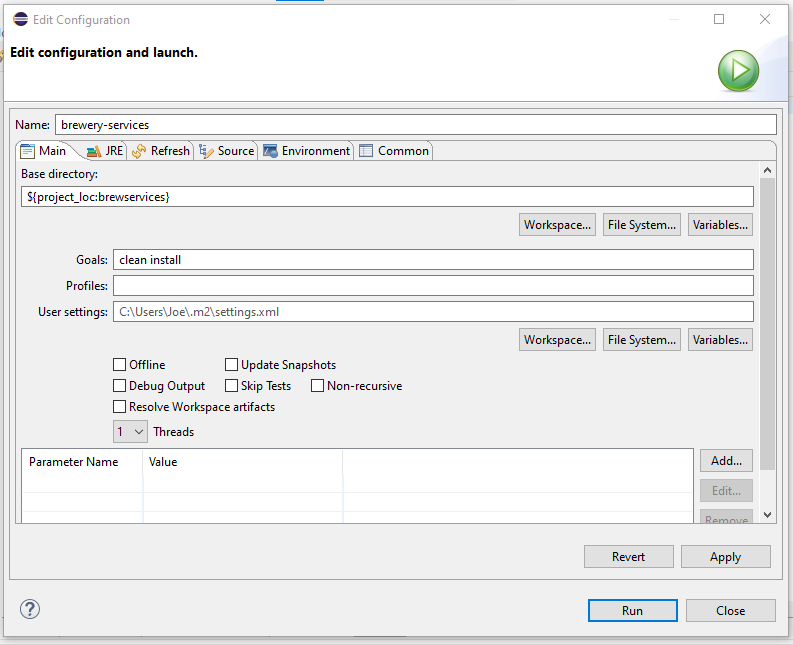 Edit Configuration
Edit configuration and launch.
Name: brewery-services
Main JRE Refresh Source Environment Common
Base directory:
${project_loc:brewservices}
Workspace... File System... Variables...
Goals: clean install
Profiles:
User settings: C:\Users\Joe\.m2\settings.xml
Workspace... File System... Variables...
Offline Update Snapshots
Debug Output Skip Tests Non-recursive
Resolve Workspace artifacts
1 Threads
Parameter Name Value Add...
Edit...
Remove
Revert Apply
? Run Close